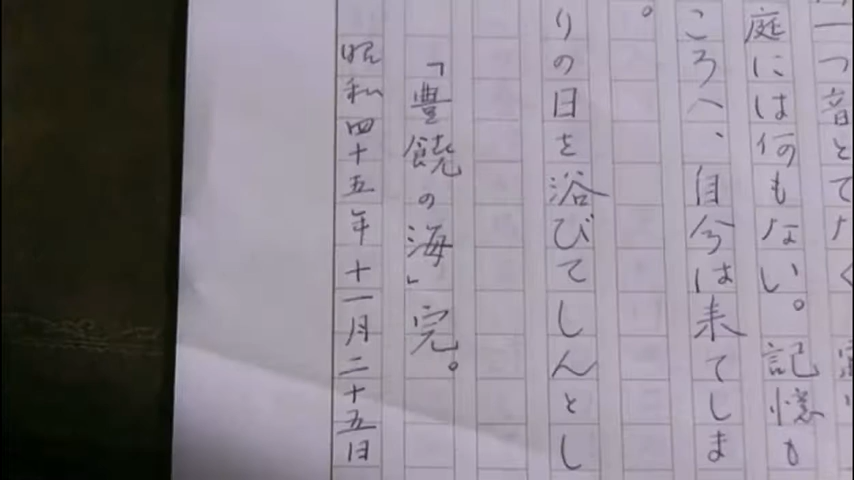 一つ音とてなく
庭には何もない。記憶も
ころへ、自分は来てしま
。
りの日を浴びてしんとし
「豊饒の海」完。
昭和四十五年十一月二十五日